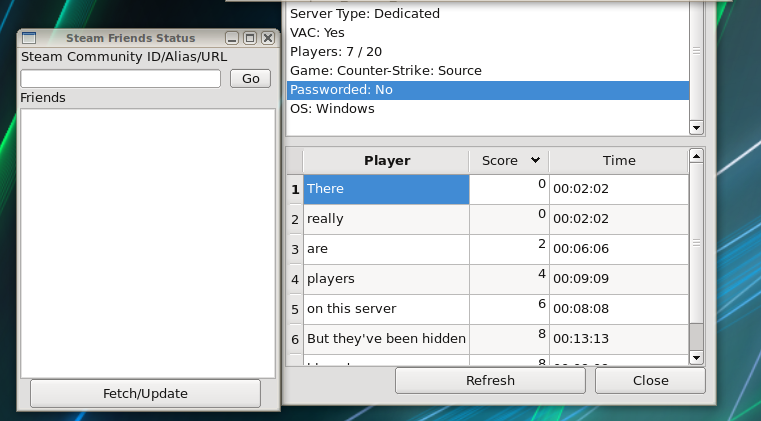 Steam Friends Status
Steam Community ID/Alias/URL
Go
Friends
Fetch/Update
Server Type: Dedicated
VAC: Yes
Players: 7 / 20
Game: Counter-Strike: Source
Passworded: No
OS: Windows
Player Score Time
1 There 0 00:02:02
2 really 0 00:02:02
3 are 2 00:06:06
4 players 4 00:09:09
5 on this server 6 00:08:08
6 But they've been hidden 8 00:13:13
8
Refresh Close